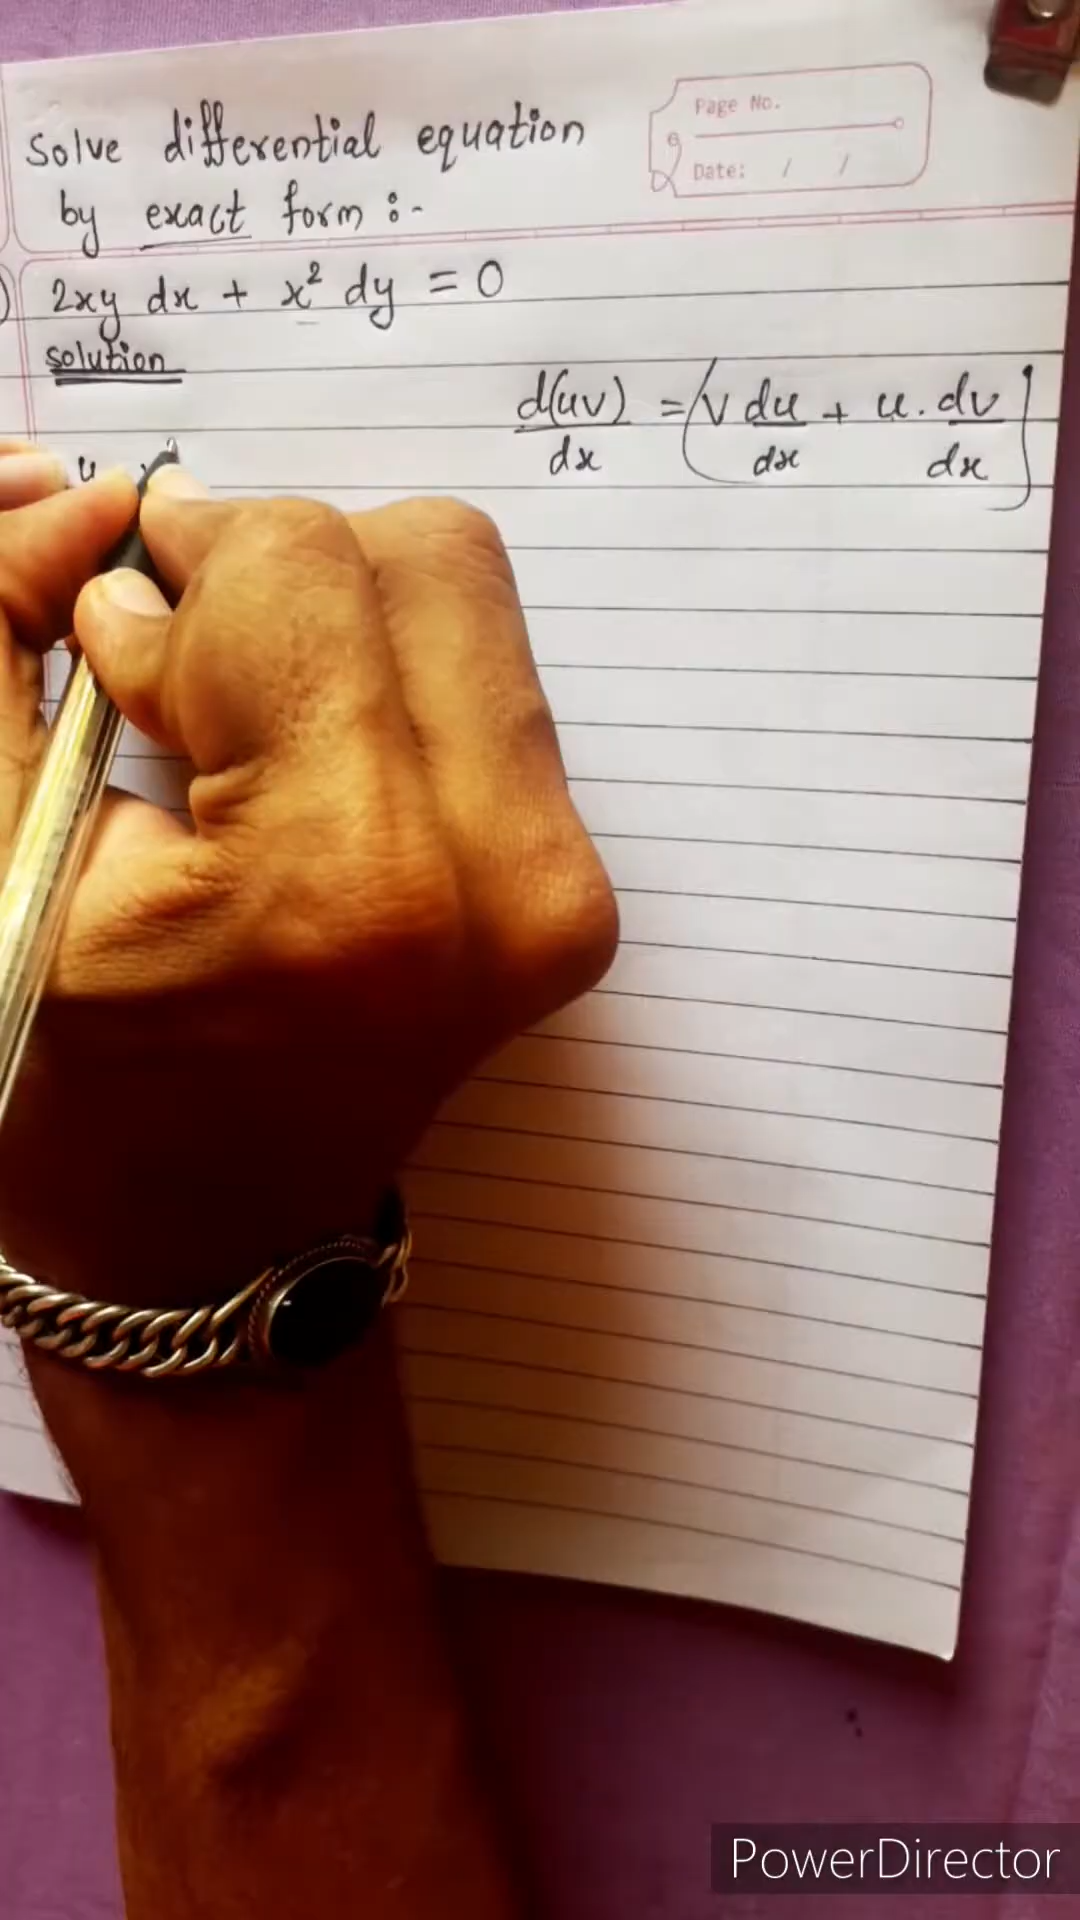 Solve differential equation
Page No.
Date: / /
by exact form :-
2xy dx + x² dy = 0
solution
d(uv)/dx = [v du/dx + u. dv/dx]
u
PowerDirector